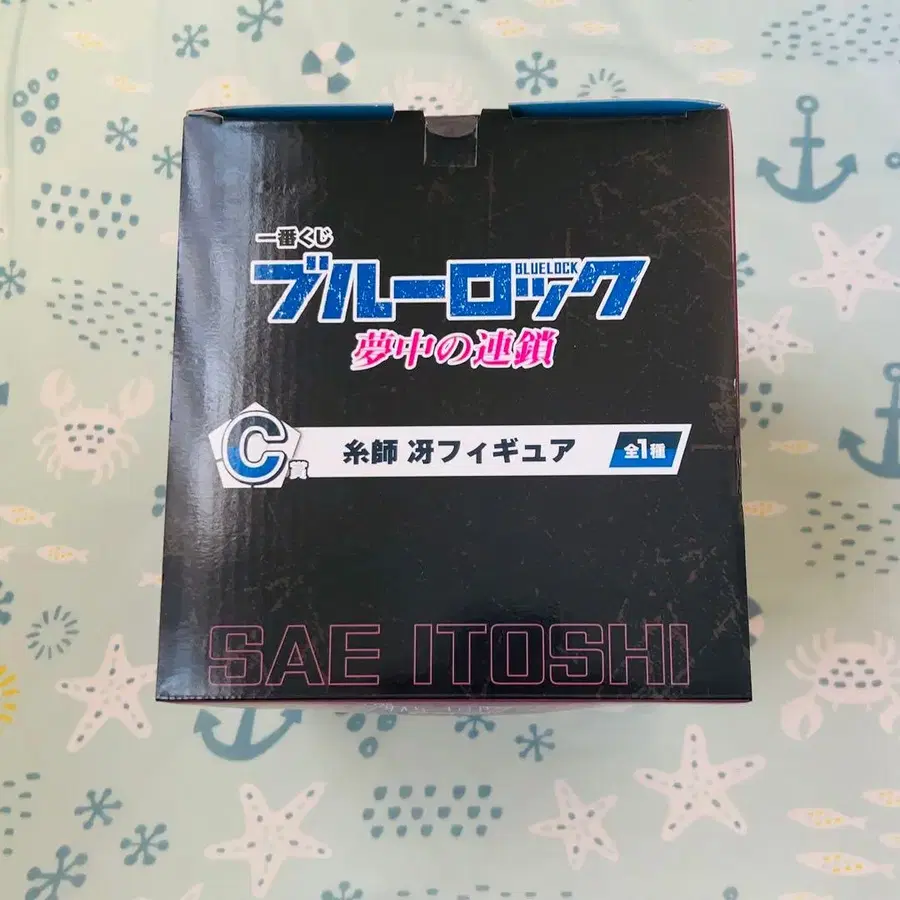 一番くじ
BLUELOCK
ブルーロック
夢中の連鎖
C賞
糸師 冴フィギュア
全1種
SAE ITOSHI